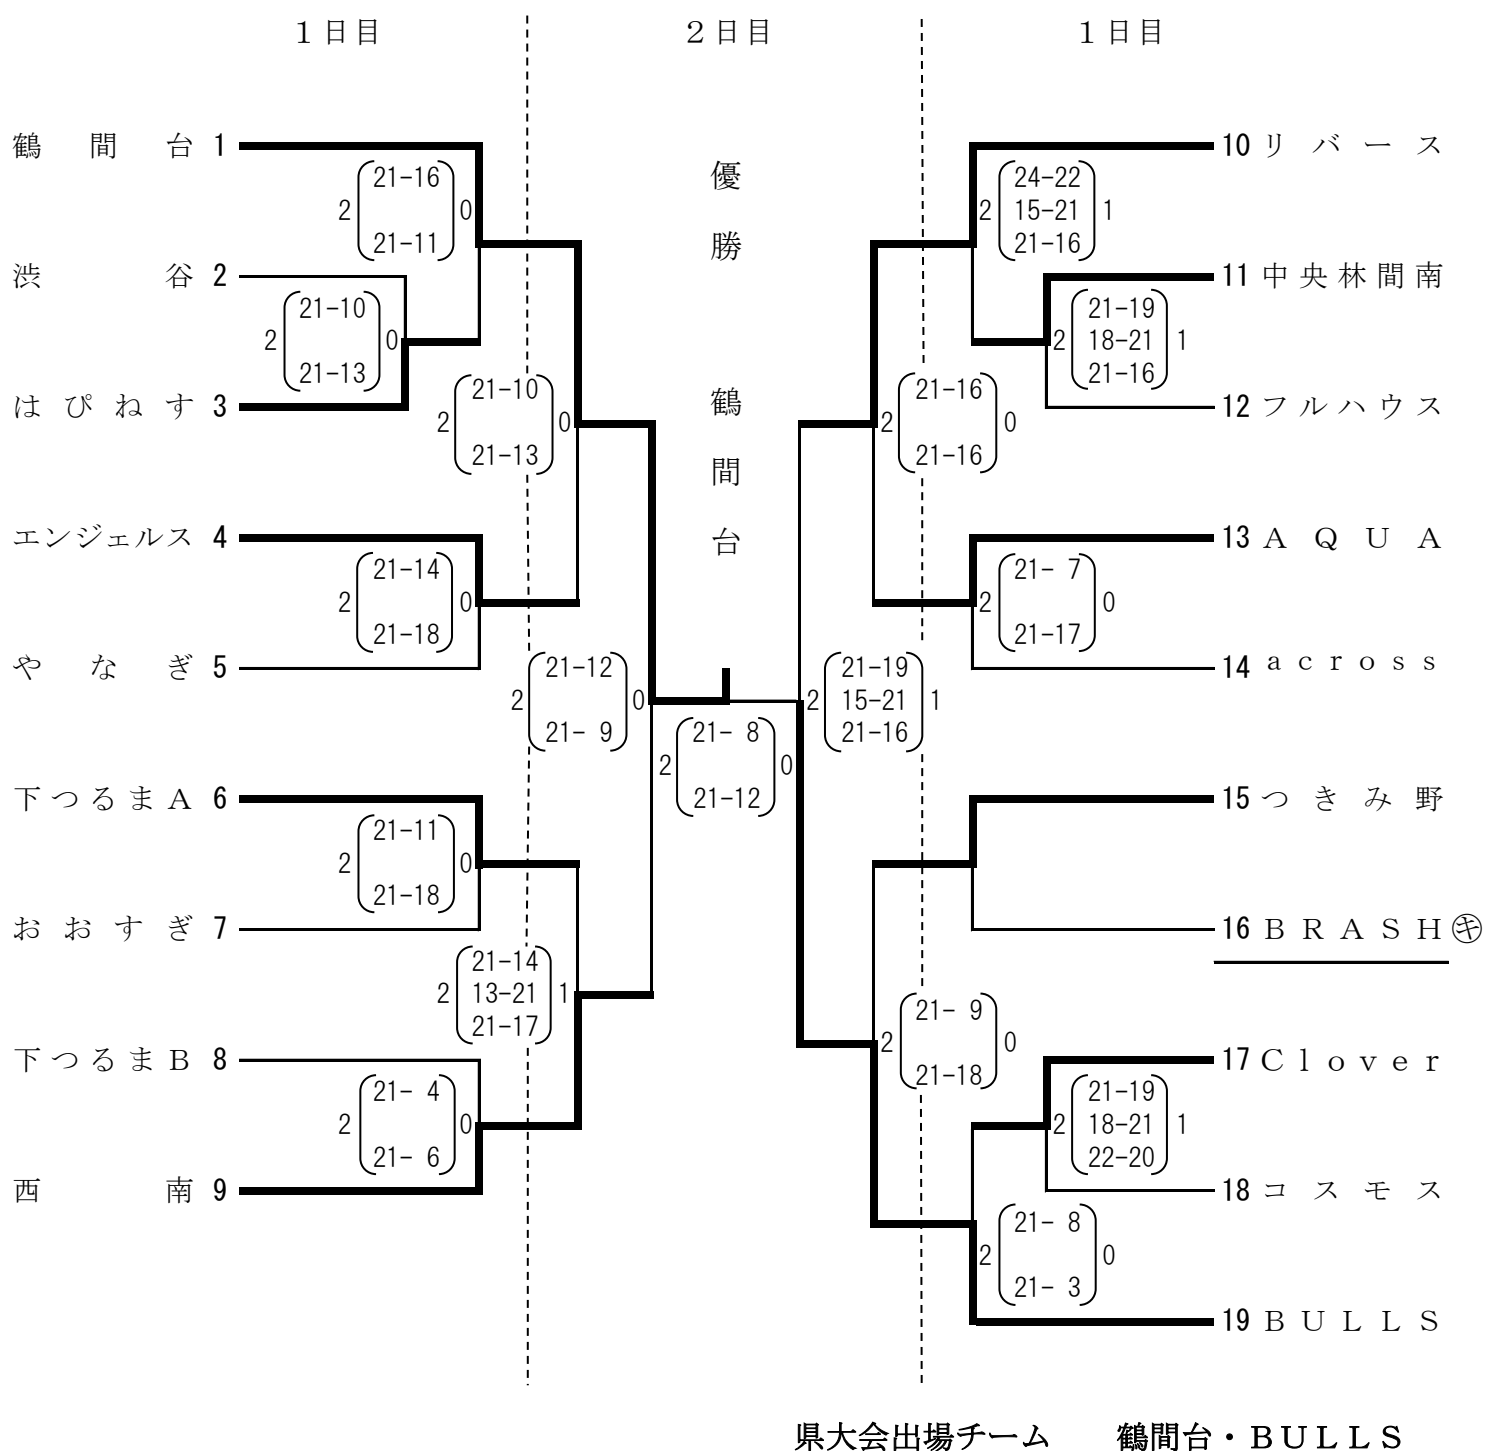 １日目 ２日目 １日目
鶴間台 1
21-16
2 0
21-11
渋谷 2
21-10
2 0
21-13
はぴねす 3
21-10
2 0
21-13
エンジェルス 4
21-14
2 0
21-18
やなぎ 5
21-12
2 0
21- 9
下つるまＡ 6
21-11
2 0
21-18
おおすぎ 7
21-14
2 13-21 1
21-17
下つるまＢ 8
21- 4
2 0
21- 6
西南 9
優勝
鶴間台
21- 8
2 0
21-12
10 リバース
24-22
2 15-21 1
21-16
11 中央林間南
21-19
2 18-21 1
21-16
12 フルハウス
21-16
2 0
21-16
13 ＡＱＵＡ
21- 7
2 0
21-17
14 ａｃｒｏｓｓ
21-19
2 15-21 1
21-16
15 つきみ野
16 ＢＲＡＳＨ㋖
21- 9
2 0
21-18
17 Ｃｌｏｖｅｒ
21-19
2 18-21 1
22-20
18 コスモス
21- 8
2 0
21- 3
19 ＢＵＬＬＳ
県大会出場チーム 鶴間台・ＢＵＬＬＳ